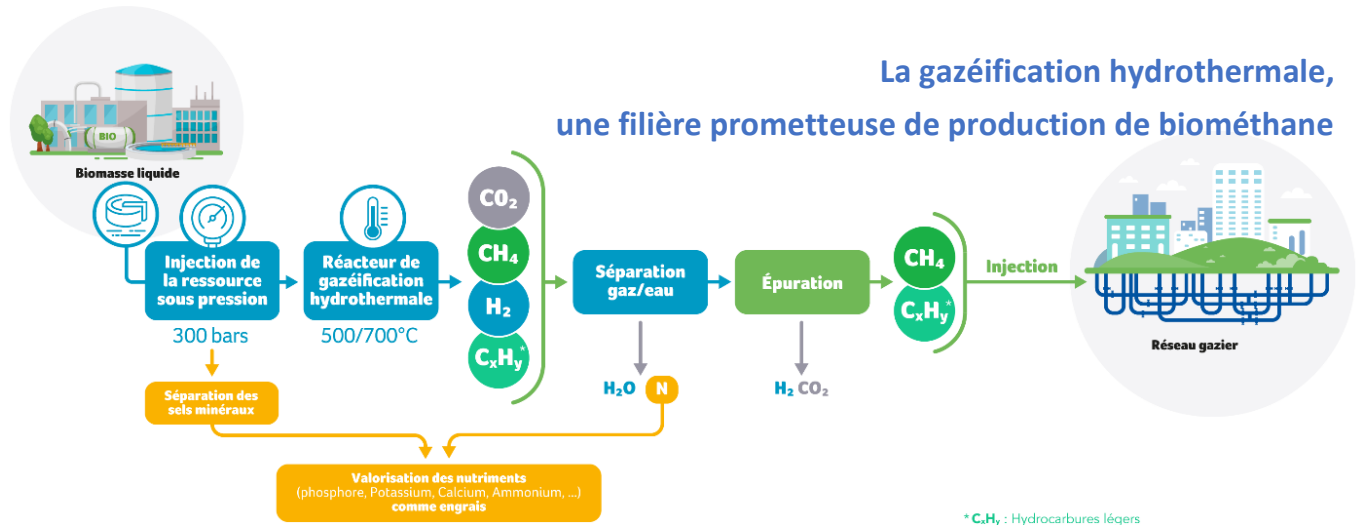 La gazéification hydrothermale,
une filière prometteuse de production de biométhane
BIO
Biomasse liquide
Injection de
la ressource
sous pression
300 bars
Réacteur de
gazéification
hydrothermale
500/700°C
CO₂
CH₄
H₂
CₓHᵧ*
Séparation
gaz/eau
H₂O N
Épuration
H₂ CO₂
CH₄
CₓHᵧ*
Injection
Réseau gazier
Séparation des
sels minéraux
Valorisation des nutriments
(phosphore, Potassium, Calcium, Ammonium, ...)
comme engrais
* CₓHᵧ : Hydrocarbures légers